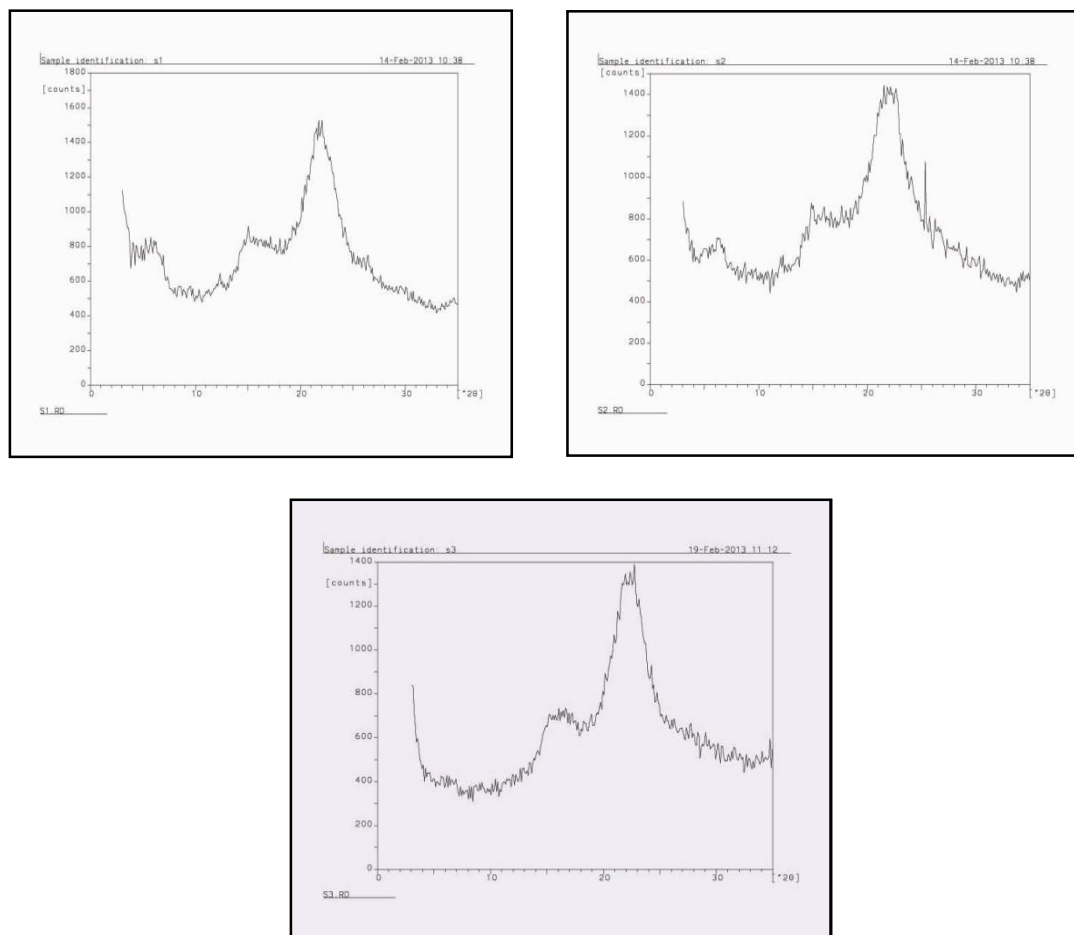 Sample identification: s1 14-Feb-2013 10:38
1800
[counts]
1600
1400
1200
1000
800
600
400
200
0
0 10 20 30 [°2θ]
S1.RD
Sample identification: s2 14-Feb-2013 10:38
[counts]
1400
1200
1000
800
600
400
200
0
0 10 20 30 [°2θ]
S2.RD
Sample identification: s3 19-Feb-2013 11:12
1400
[counts]
1200
1000
800
600
400
200
0
0 10 20 30 [°2θ]
S3.RD